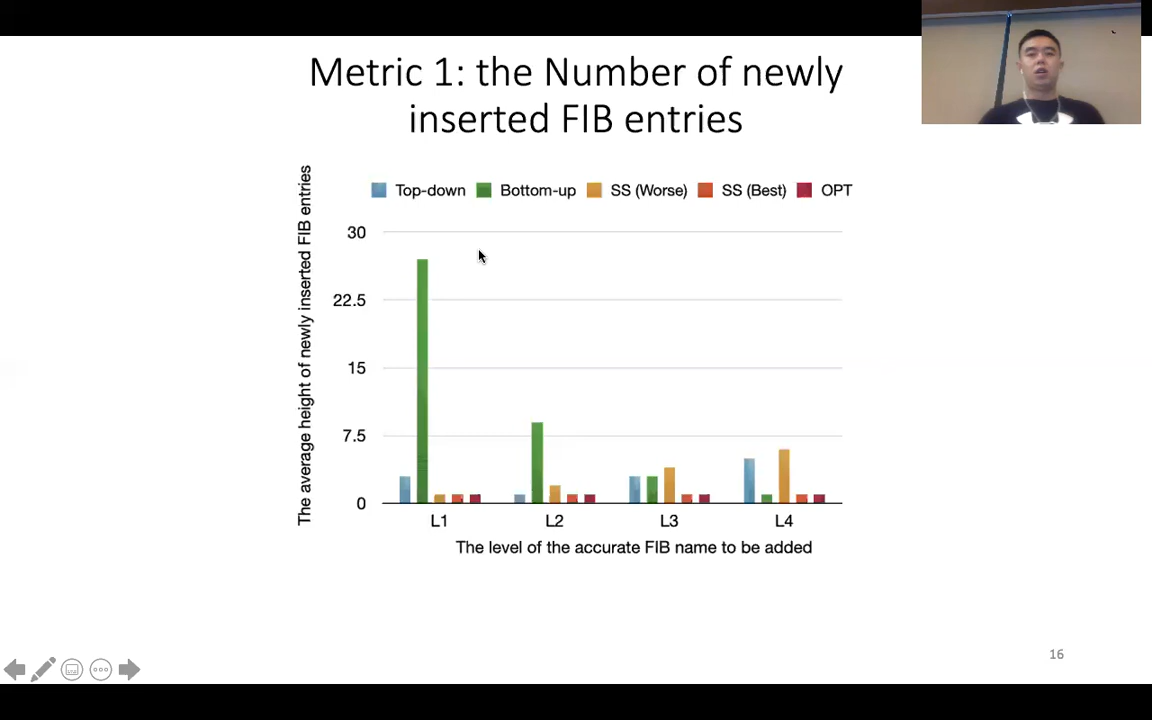 Metric 1: the Number of newly
inserted FIB entries
The average height of newly inserted FIB entries
Top-down Bottom-up SS (Worse) SS (Best) OPT
30
22.5
15
7.5
0
L1 L2 L3 L4
The level of the accurate FIB name to be added
16